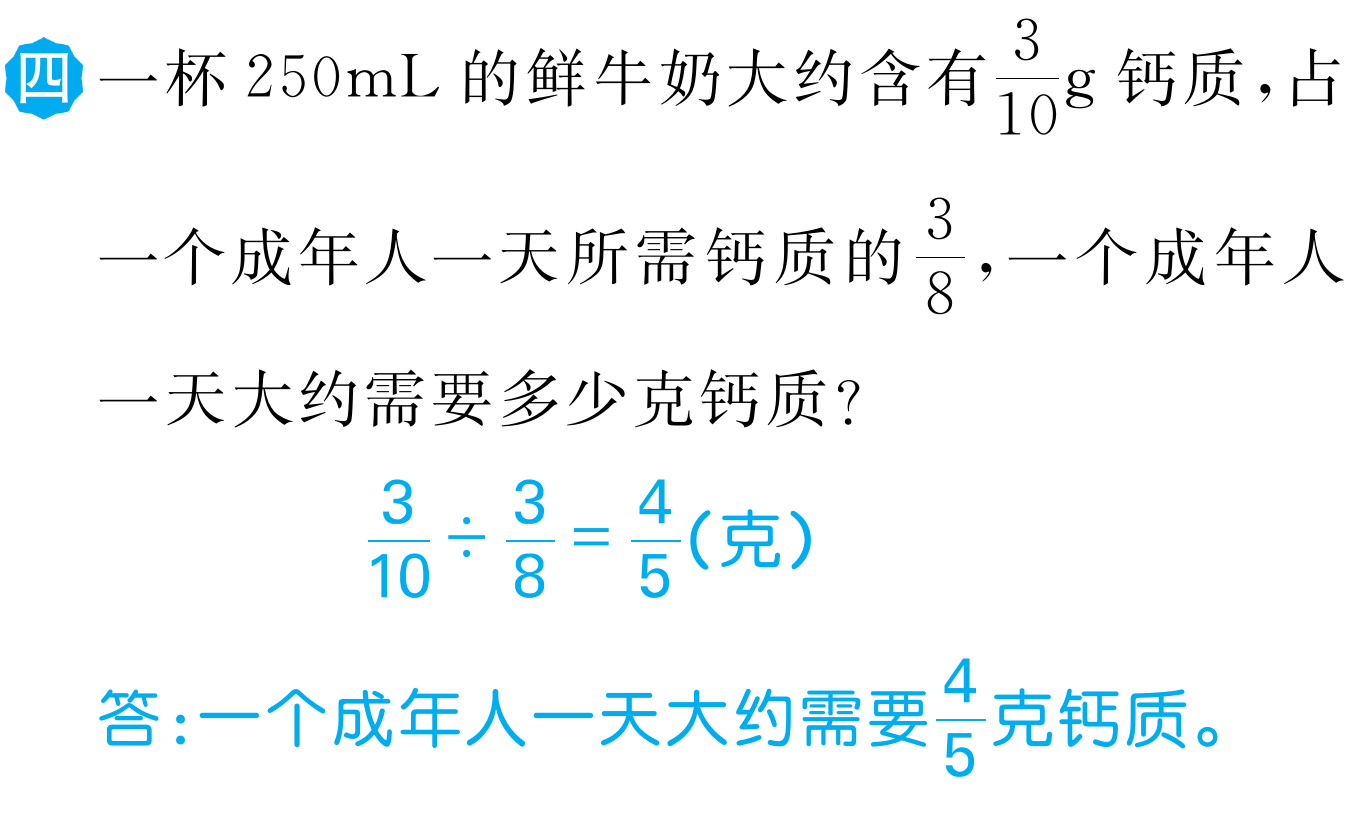 四 一杯 250mL 的鲜牛奶大约含有3/10g 钙质,占
一个成年人一天所需钙质的3/8,一个成年人
一天大约需要多少克钙质?
3/10 ÷ 3/8 = 4/5(克)
答:一个成年人一天大约需要4/5克钙质。